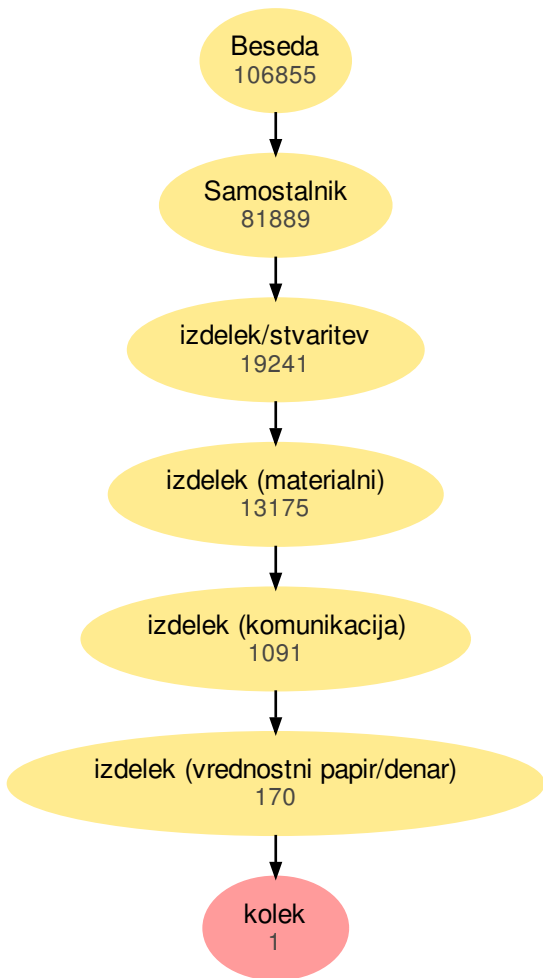 Beseda
106855
Samostalnik
81889
izdelek/stvaritev
19241
izdelek (materialni)
13175
izdelek (komunikacija)
1091
izdelek (vrednostni papir/denar)
170
kolek
1